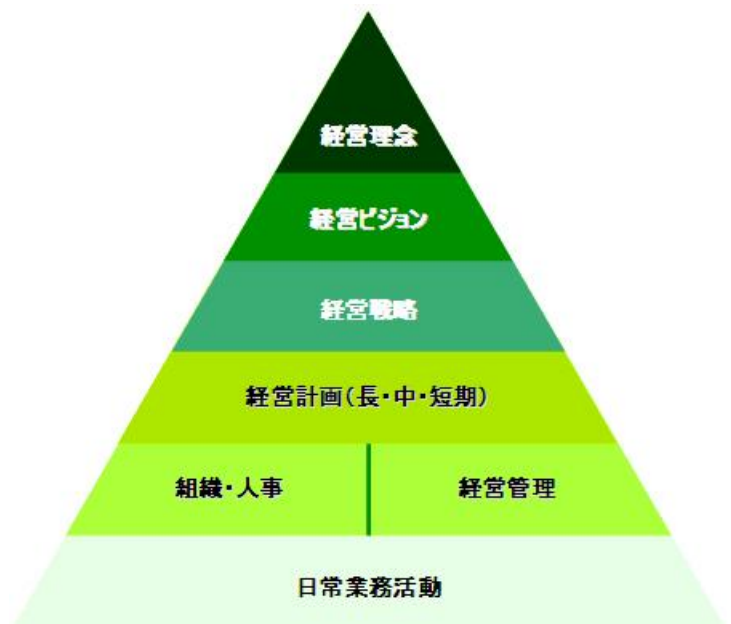 経営理念
経営ビジョン
経営戦略
経営計画(長・中・短期)
組織・人事
経営管理
日常業務活動